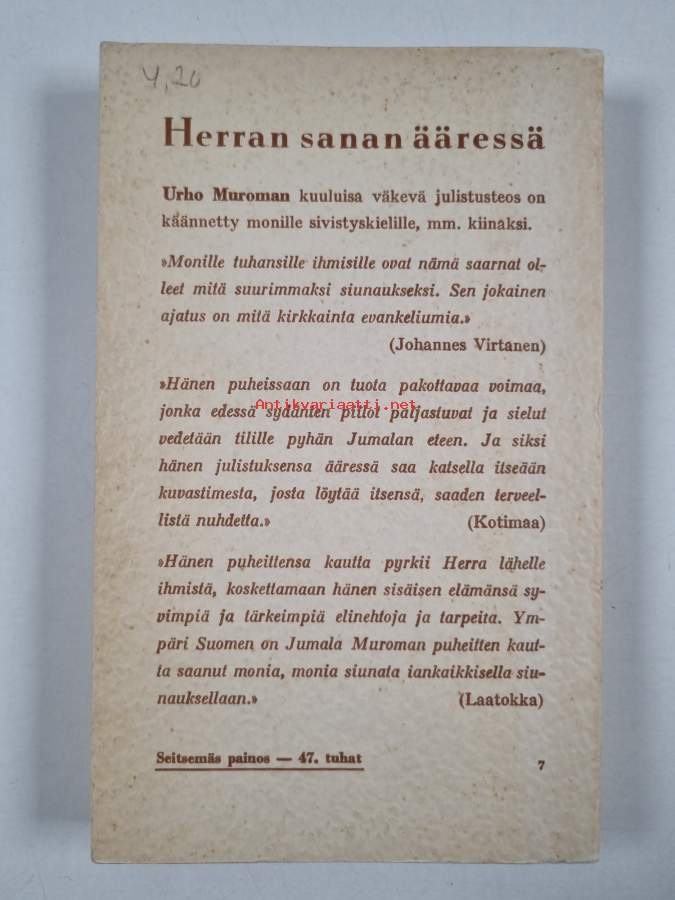 4,20
Herran sanan ääressä
Urho Muroman kuuluisa väkevä julistusteos on
käännetty monille sivistyskielille, mm. kiinaksi.
»Monille tuhansille ihmisille ovat nämä saarnat ol-
leet mitä suurimmaksi siunaukseksi. Sen jokainen
ajatus on mitä kirkkainta evankeliumia.»
(Johannes Virtanen)
»Hänen puheissaan on tuota pakottavaa voimaa,
Antikvariaatti.net
jonka edessä sydänten piilot paljastuvat ja sielut
vedetään tilille pyhän Jumalan eteen. Ja siksi
hänen julistuksensa ääressä saa katsella itseään
kuvastimesta, josta löytää itsensä, saaden terveel-
listä nuhdetta.» (Kotimaa)
»Hänen puheittensa kautta pyrkii Herra lähelle
ihmistä, koskettamaan hänen sisäisen elämänsä sy-
vimpiä ja tärkeimpiä elinehtoja ja tarpeita. Ym-
päri Suomen on Jumala Muroman puheitten kaut-
ta saanut monia, monia siunata iankaikkisella siu-
nauksellaan.» (Laatokka)
Seitsemäs painos — 47. tuhat
7